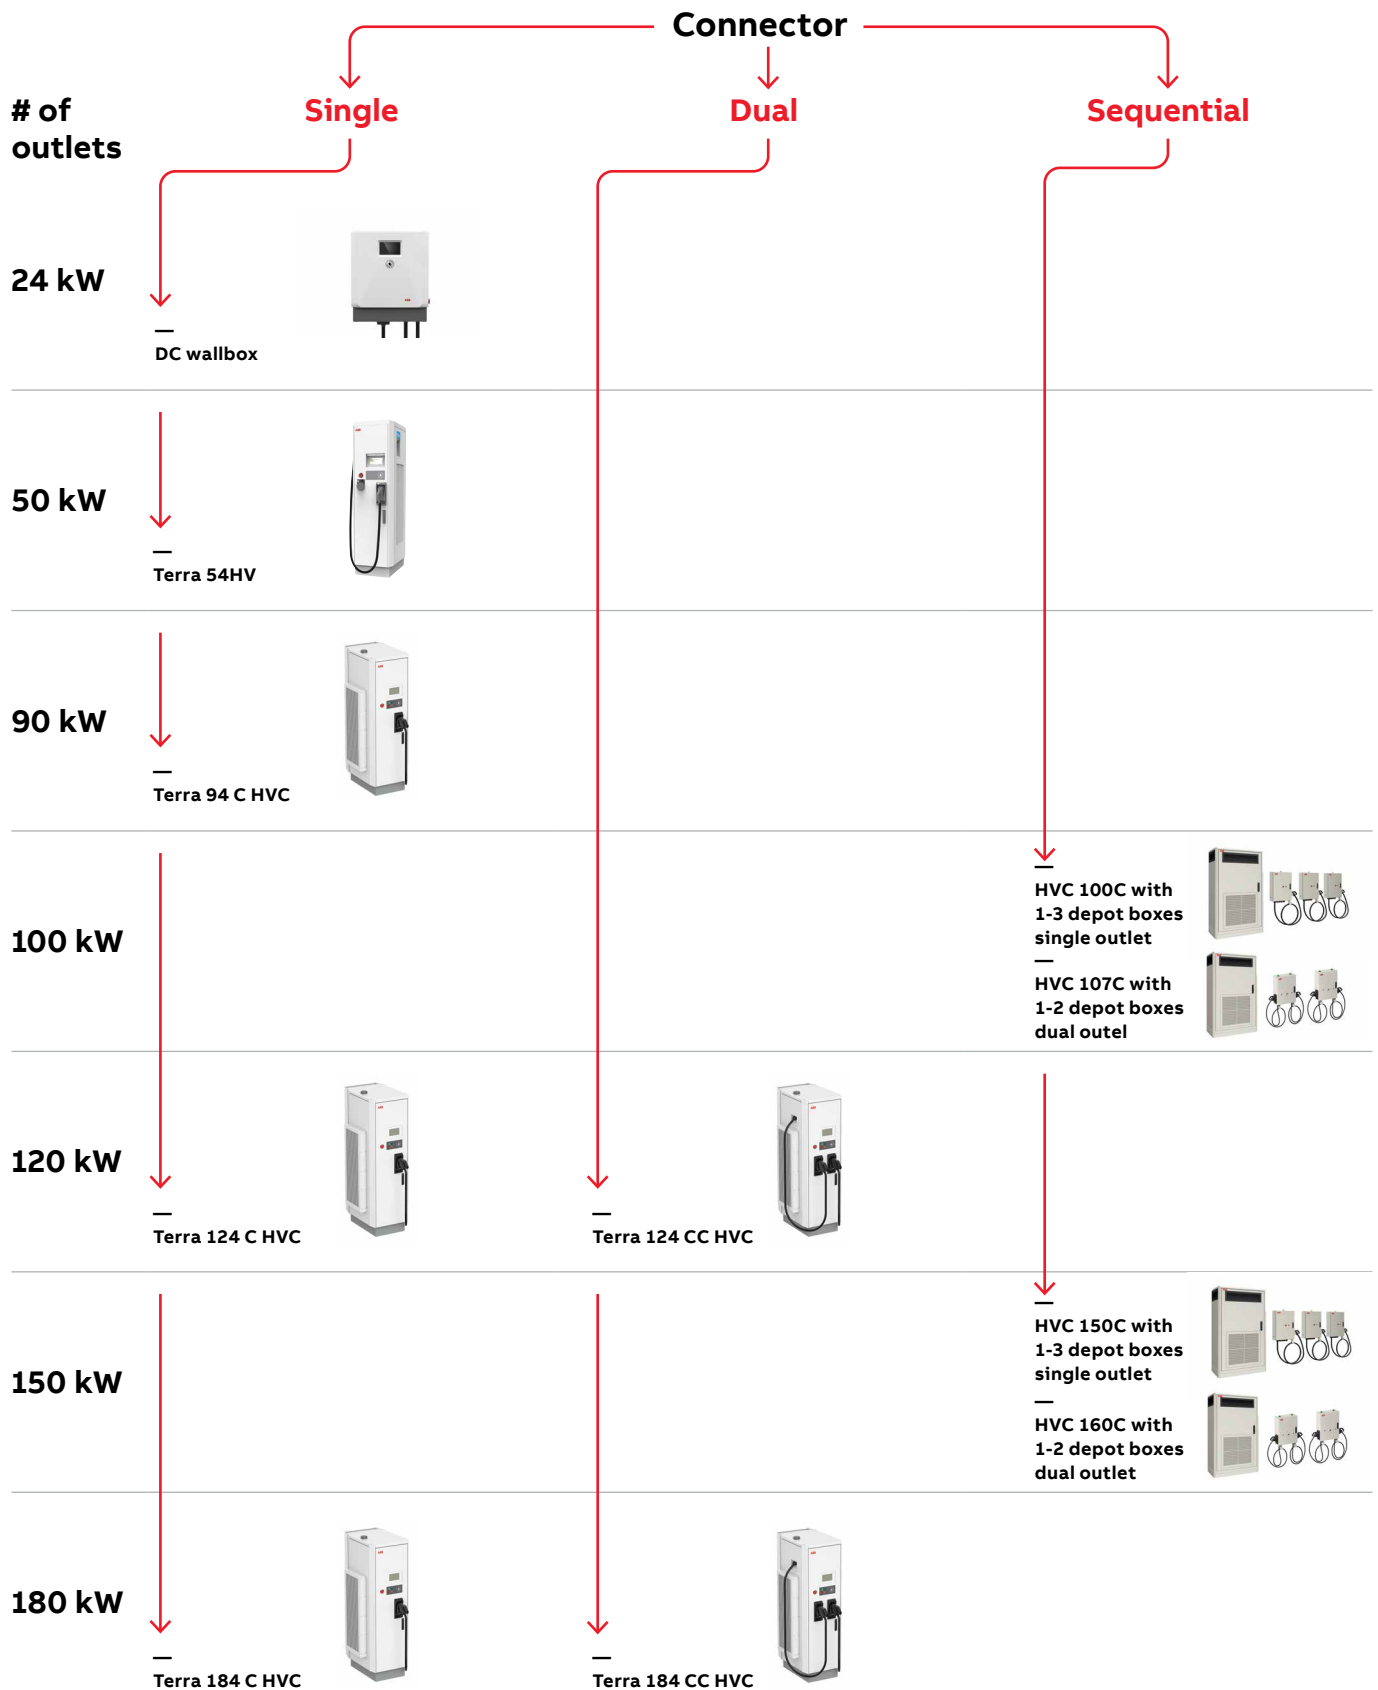 Connector
# of
outlets
Single
Dual
Sequential
24 kW
DC wallbox
50 kW
Terra 54HV
90 kW
Terra 94 C HVC
100 kW
HVC 100C with
1-3 depot boxes
single outlet
HVC 107C with
1-2 depot boxes
dual outel
120 kW
Terra 124 C HVC
Terra 124 CC HVC
150 kW
HVC 150C with
1-3 depot boxes
single outlet
HVC 160C with
1-2 depot boxes
dual outlet
180 kW
Terra 184 C HVC
Terra 184 CC HVC